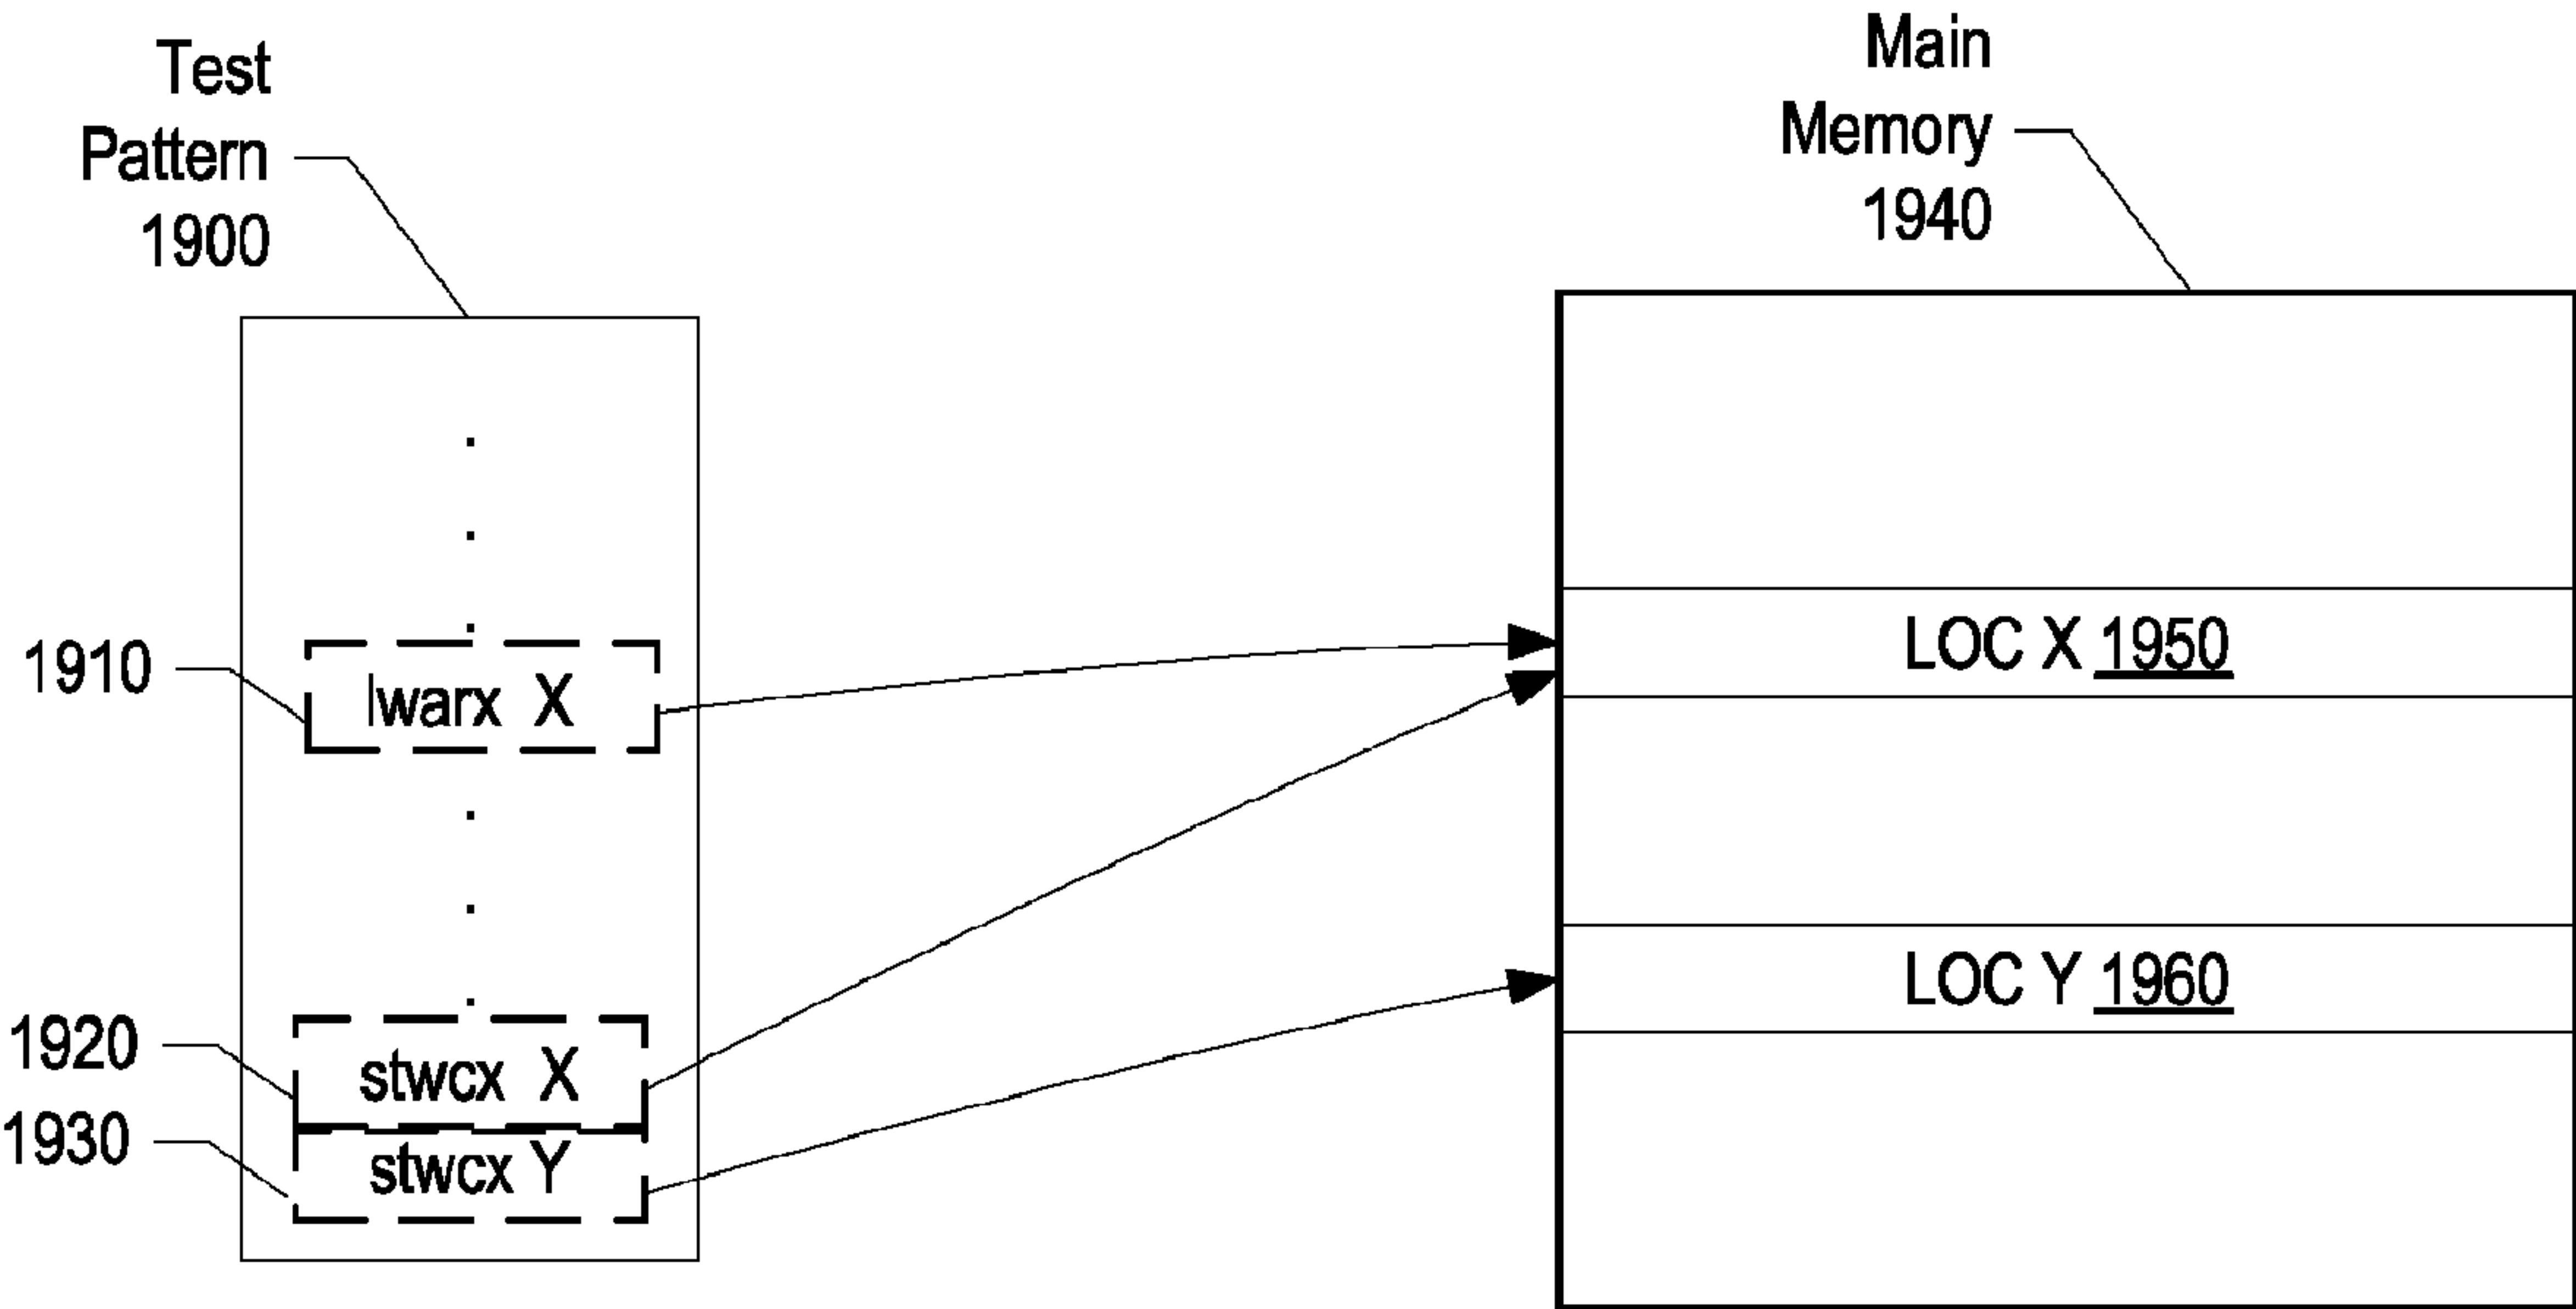 Test
Pattern
1900
Main
Memory
1940
1910
lwarx X
1920
stwcx X
1930
stwcx Y
LOC X 1950
LOC Y 1960